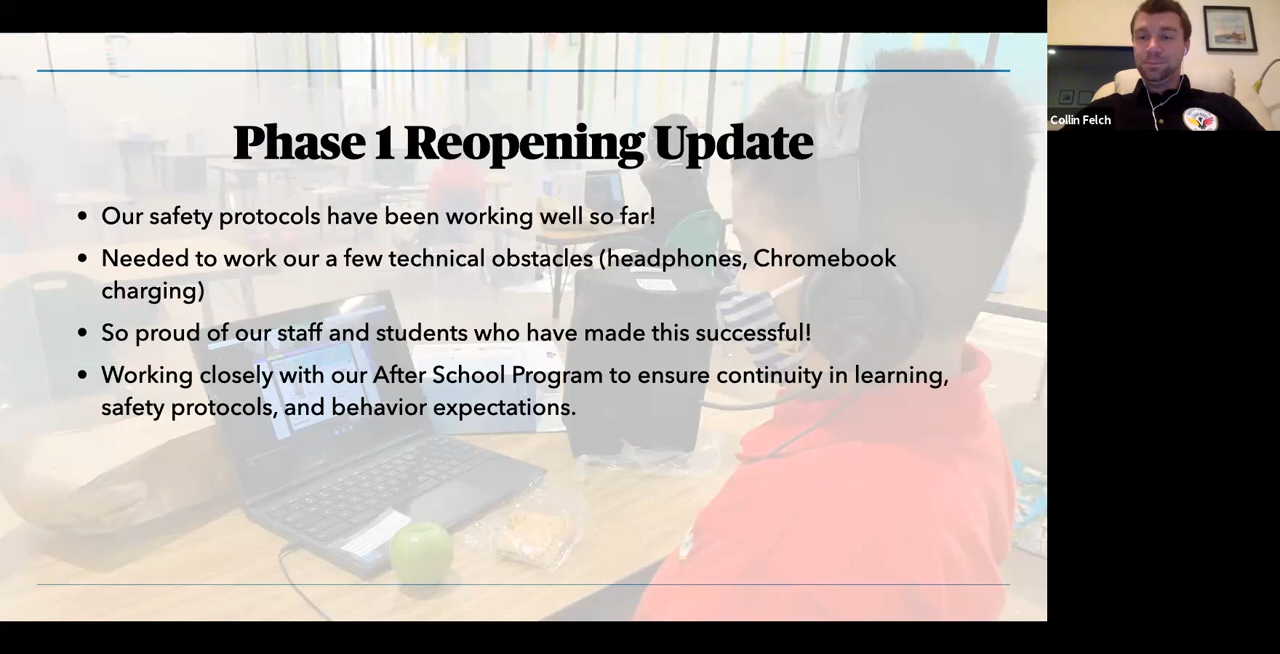 Phase 1 Reopening Update
• Our safety protocols have been working well so far!
• Needed to work our a few technical obstacles (headphones, Chromebook
charging)
• So proud of our staff and students who have made this successful!
• Working closely with our After School Program to ensure continuity in learning,
safety protocols, and behavior expectations.
Collin Felch